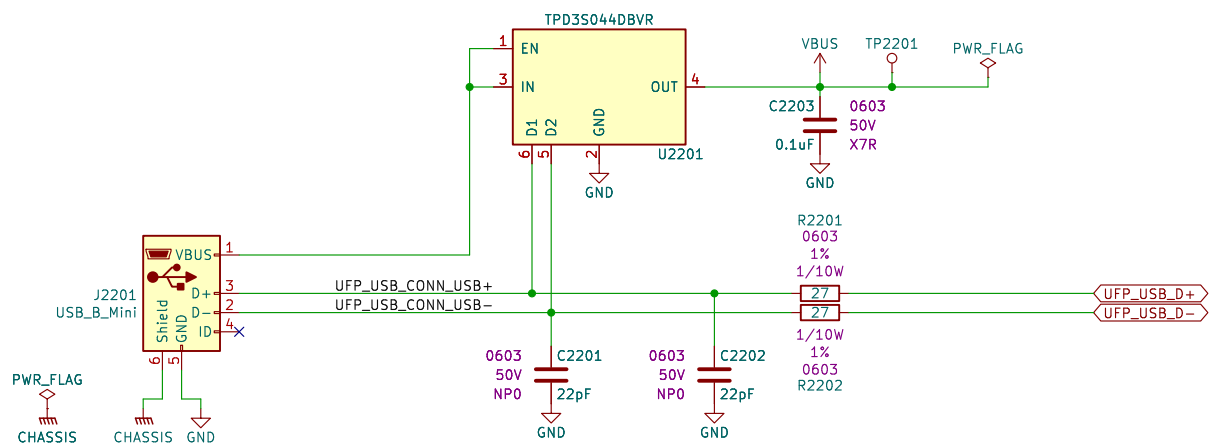 TPD3S044DBVR
1
EN
3
IN
OUT
4
D1
D2
GND
6
5
2
U2201
GND
VBUS
TP2201
PWR_FLAG
C2203
0603
50V
0.1uF
X7R
GND
R2201
0603
1%
1/10W
27
27
1/10W
1%
0603
R2202
UFP_USB_D+
UFP_USB_D-
J2201
USB_B_Mini
VBUS
1
D+
3
D-
2
ID
4
Shield
GND
6
5
UFP_USB_CONN_USB+
UFP_USB_CONN_USB-
0603
C2201
50V
NP0
22pF
GND
0603
C2202
50V
NP0
22pF
GND
PWR_FLAG
CHASSIS
CHASSIS
GND